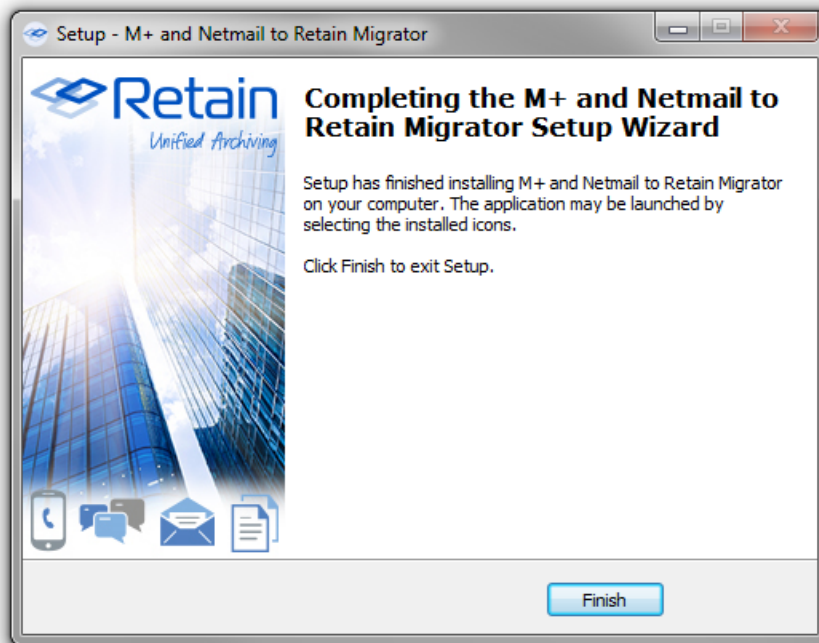 Setup - M+ and Netmail to Retain Migrator
Retain
Unified Archiving
Completing the M+ and Netmail to
Retain Migrator Setup Wizard
Setup has finished installing M+ and Netmail to Retain Migrator
on your computer. The application may be launched by
selecting the installed icons.
Click Finish to exit Setup.
Finish